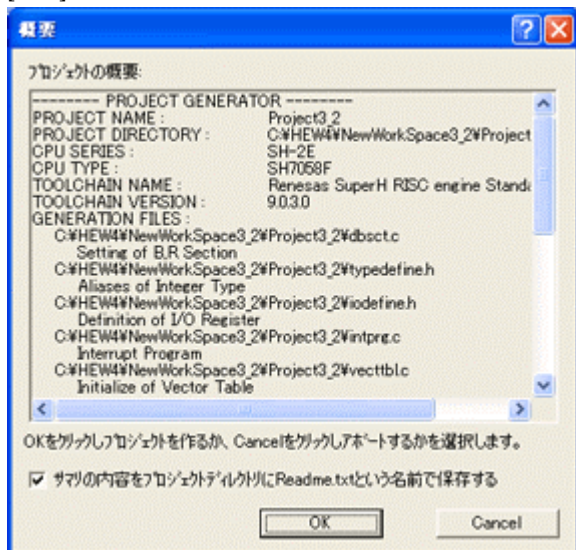 概要
プロジェクトの概要:
-------- PROJECT GENERATOR --------
PROJECT NAME : Project3_2
PROJECT DIRECTORY : C:¥HEW4¥NewWorkSpace3_2¥Project
CPU SERIES : SH-2E
CPU TYPE : SH7058F
TOOLCHAIN NAME : Renesas SuperH RISC engine Standa
TOOLCHAIN VERSION : 9.0.3.0
GENERATION FILES :
C:¥HEW4¥NewWorkSpace3_2¥Project3_2¥dbsct.c
Setting of B,R Section
C:¥HEW4¥NewWorkSpace3_2¥Project3_2¥typedefine.h
Aliases of Integer Type
C:¥HEW4¥NewWorkSpace3_2¥Project3_2¥iodefine.h
Definition of I/O Register
C:¥HEW4¥NewWorkSpace3_2¥Project3_2¥intprg.c
Interrupt Program
C:¥HEW4¥NewWorkSpace3_2¥Project3_2¥vecttbl.c
Initialize of Vector Table
OKをクリックしプロジェクトを作るか、Cancelをクリックしアボートするかを選択します。
サマリの内容をプロジェクトディレクトリにReadme.txtという名前で保存する
OK Cancel